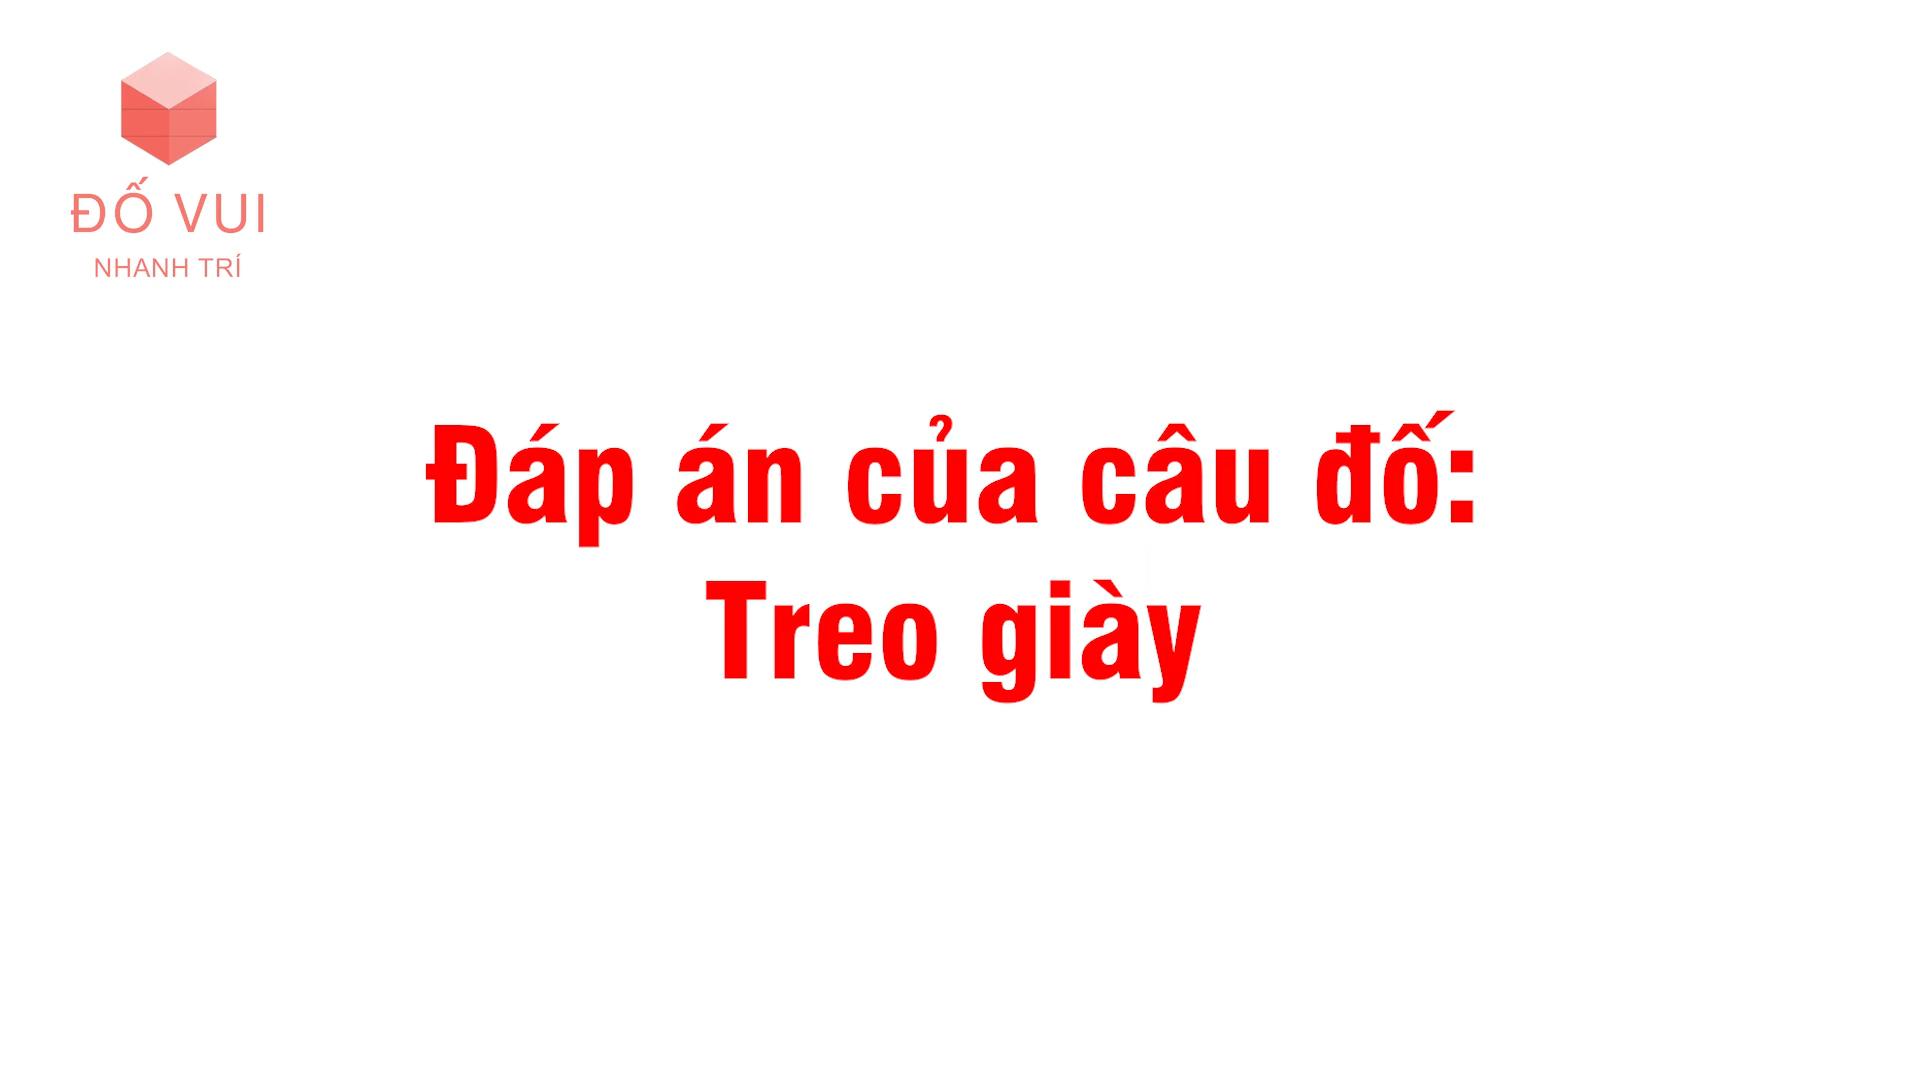 ĐỐ VUI
NHANH TRÍ
Đáp án của câu đố:
Treo giày